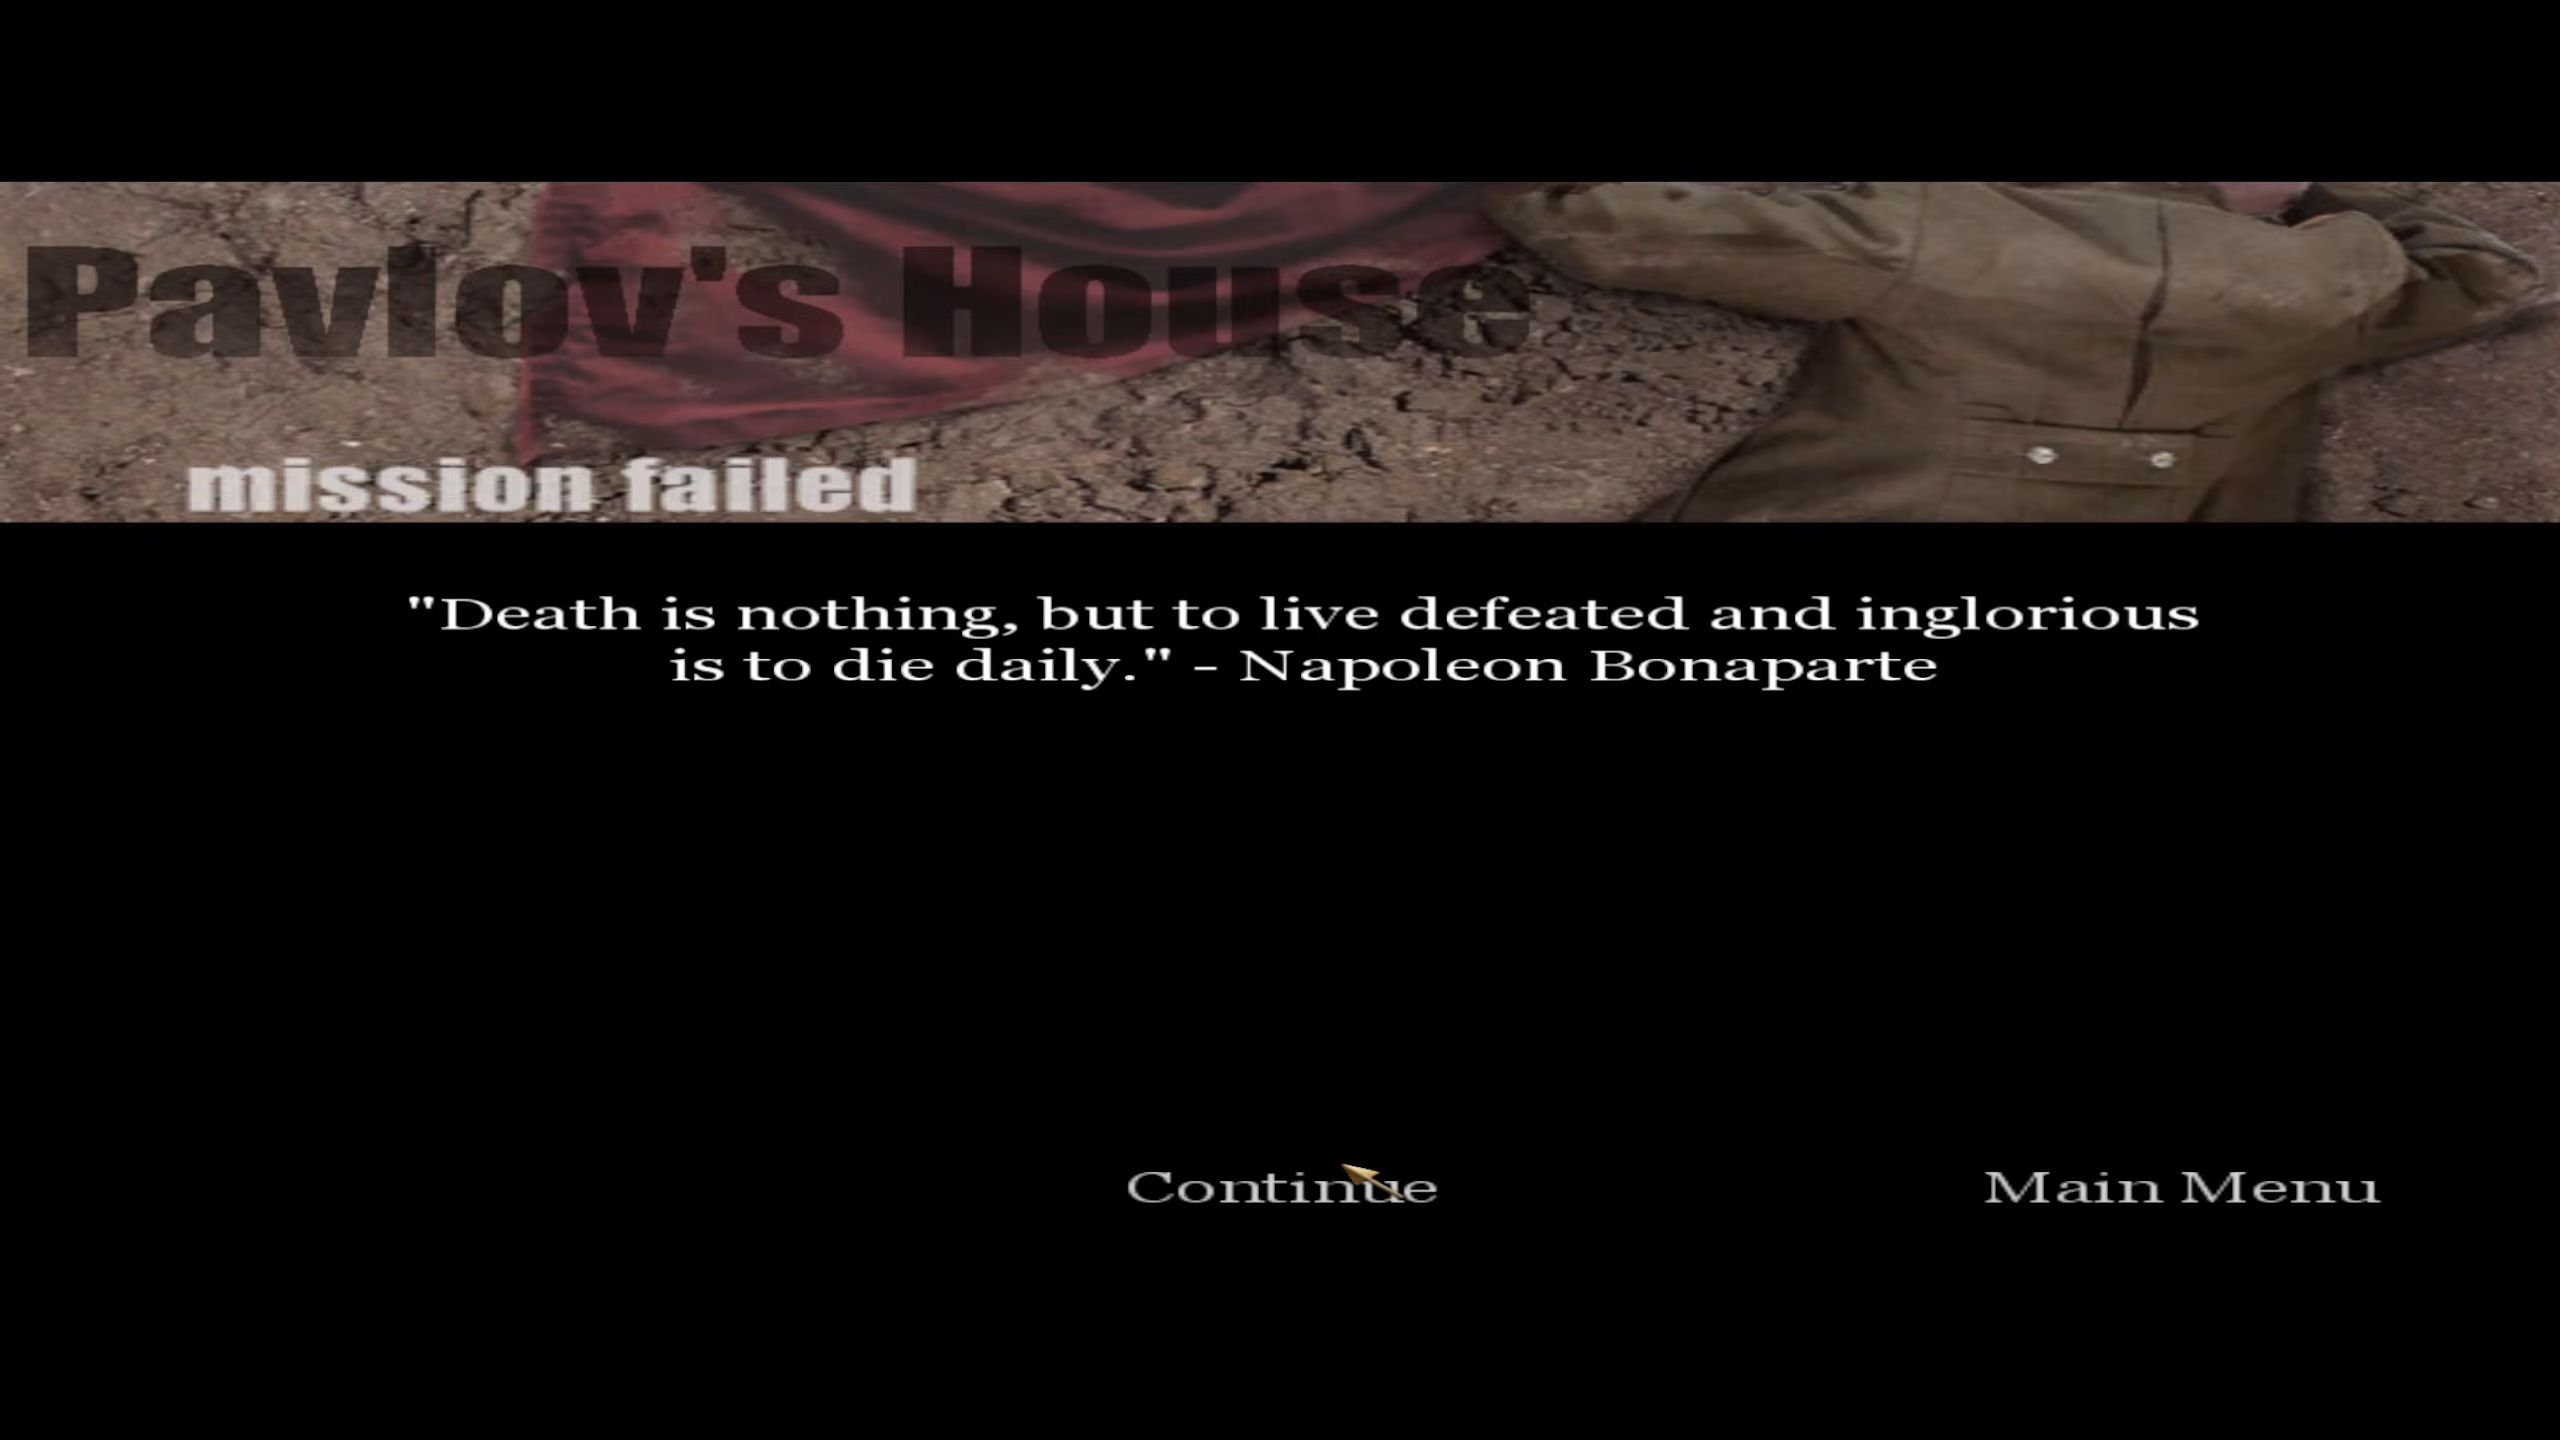 Pavlov's House
mission failed
"Death is nothing, but to live defeated and inglorious
is to die daily." - Napoleon Bonaparte
Continue
Main Menu